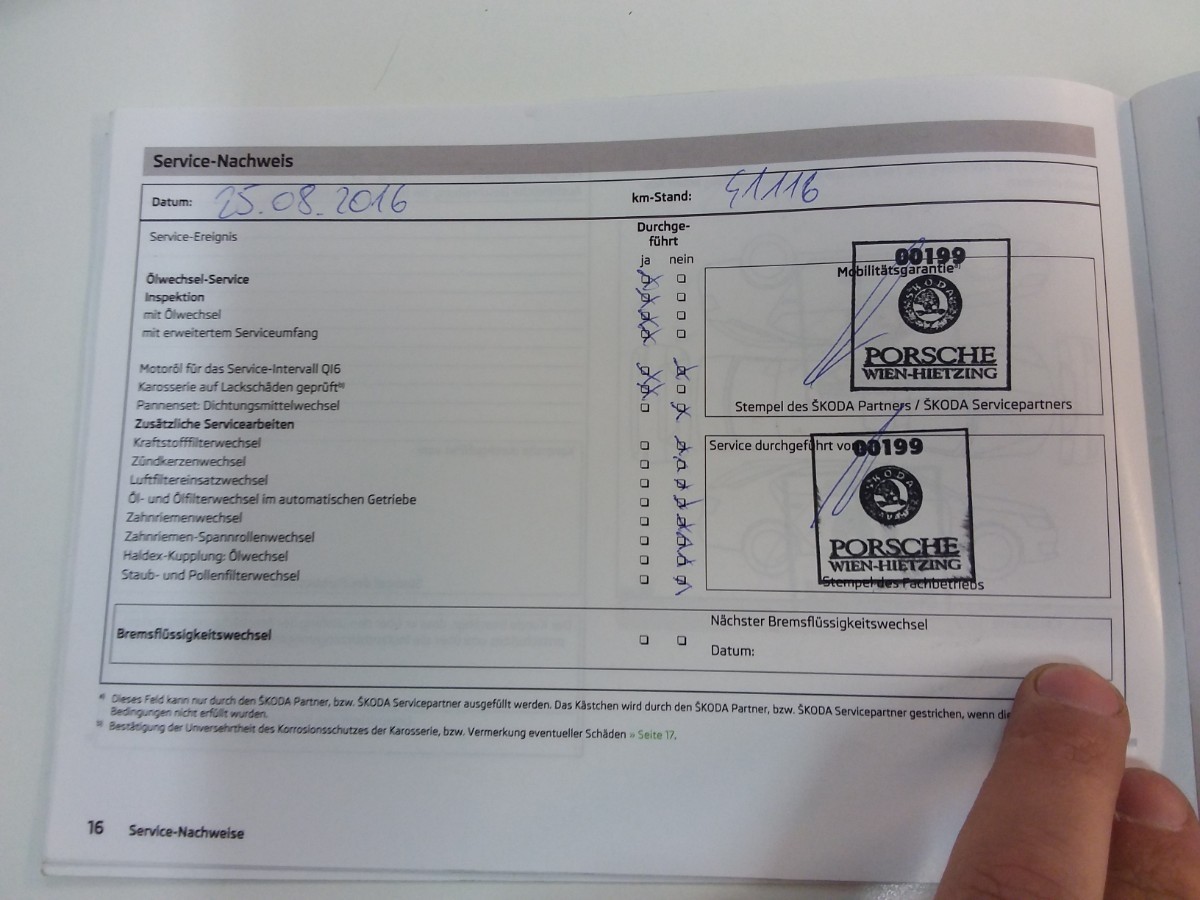 Service-Nachweis
Datum: 25.08.2016 km-Stand: 41116
Service-Ereignis
Durchge-
führt
ja nein
Ölwechsel-Service
Inspektion
mit Ölwechsel
mit erweitertem Serviceumfang
Motoröl für das Service-Intervall QI6
Karosserie auf Lackschäden geprüft
Pannenset: Dichtungsmittelwechsel
Zusätzliche Servicearbeiten
Kraftstofffilterwechsel
Zündkerzenwechsel
Luftfiltereinsatzwechsel
Öl- und Ölfilterwechsel im automatischen Getriebe
Zahnriemenwechsel
Zahnriemen-Spannrollenwechsel
Haldex-Kupplung: Ölwechsel
Staub- und Pollenfilterwechsel
00199
Mobilitätsgarantie
ŠKODA
PORSCHE
WIEN-HIETZING
Stempel des ŠKODA Partners / ŠKODA Servicepartners
Service durchgeführt vo
00199
ŠKODA
PORSCHE
WIEN-HIETZING
Stempel des Fachbetriebs
Bremsflüssigkeitswechsel
Nächster Bremsflüssigkeitswechsel
Datum:
a) Dieses Feld kann nur durch den ŠKODA Partner, bzw. ŠKODA Servicepartner ausgefüllt werden. Das Kästchen wird durch den ŠKODA Partner, bzw. ŠKODA Servicepartner gestrichen, wenn die
Bedingungen nicht erfüllt wurden.
b) Bestätigung der Unversehrtheit des Korrosionsschutzes der Karosserie, bzw. Vermerkung eventueller Schäden » Seite 17.
16 Service-Nachweise